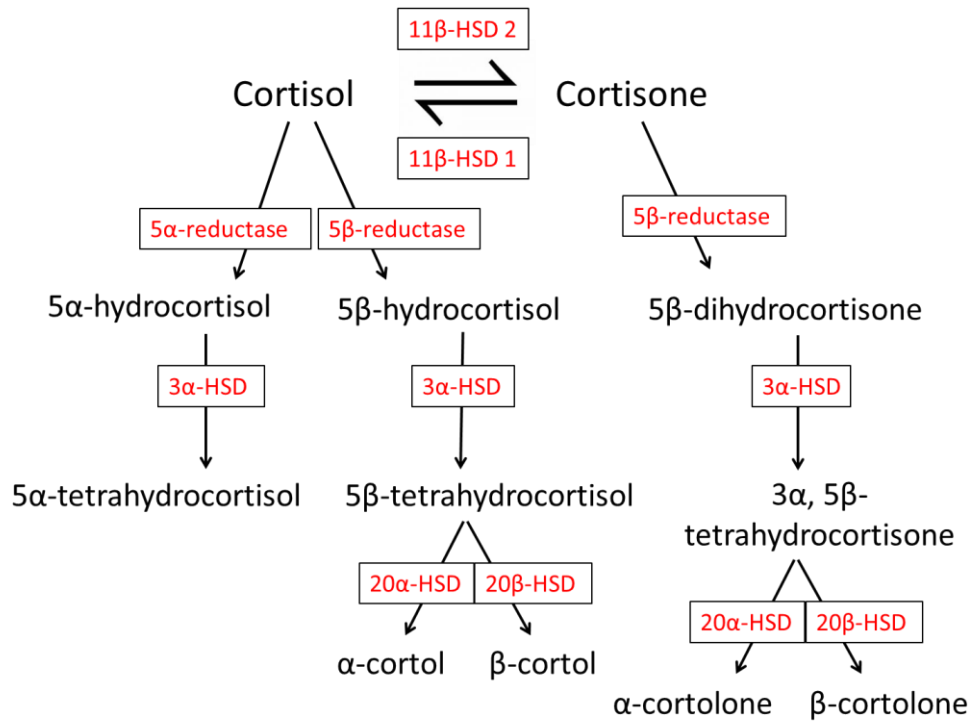 11β-HSD 2
Cortisol
Cortisone
11β-HSD 1
5α-reductase
5β-reductase
5β-reductase
5α-hydrocortisol
5β-hydrocortisol
5β-dihydrocortisone
3α-HSD
3α-HSD
3α-HSD
5α-tetrahydrocortisol
5β-tetrahydrocortisol
3α, 5β-
tetrahydrocortisone
20α-HSD
20β-HSD
20α-HSD
20β-HSD
α-cortol
β-cortol
α-cortolone
β-cortolone